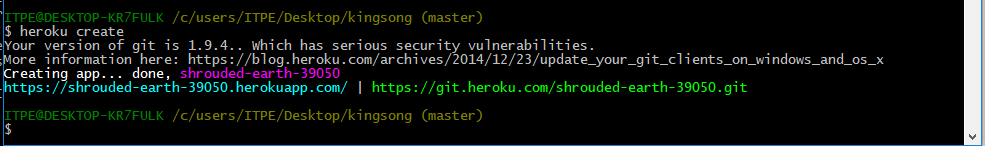 ITPE@DESKTOP-KR7FULK /c/users/ITPE/Desktop/kingsong (master)
$ heroku create
Your version of git is 1.9.4.. Which has serious security vulnerabilities.
More information here: https://blog.heroku.com/archives/2014/12/23/update_your_git_clients_on_windows_and_os_x
Creating app... done, shrouded-earth-39050
https://shrouded-earth-39050.herokuapp.com/ | https://git.heroku.com/shrouded-earth-39050.git
ITPE@DESKTOP-KR7FULK /c/users/ITPE/Desktop/kingsong (master)
$